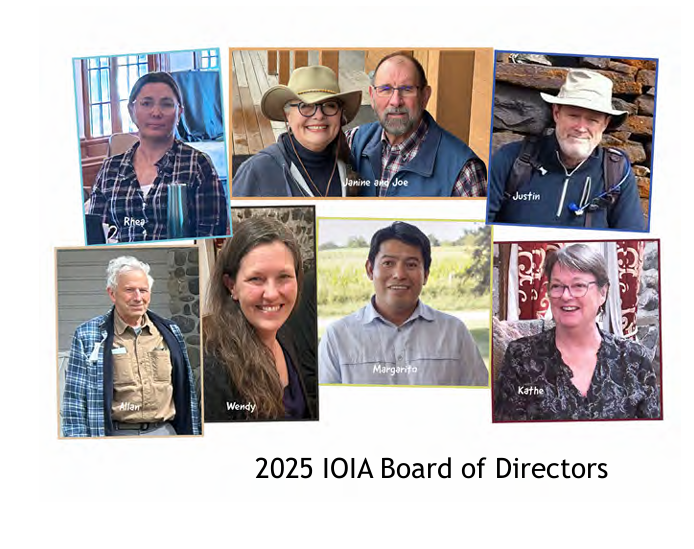 Rhea
Janine and Joe
Justin
Allan
Wendy
Margarito
Kathe
2025 IOIA Board of Directors